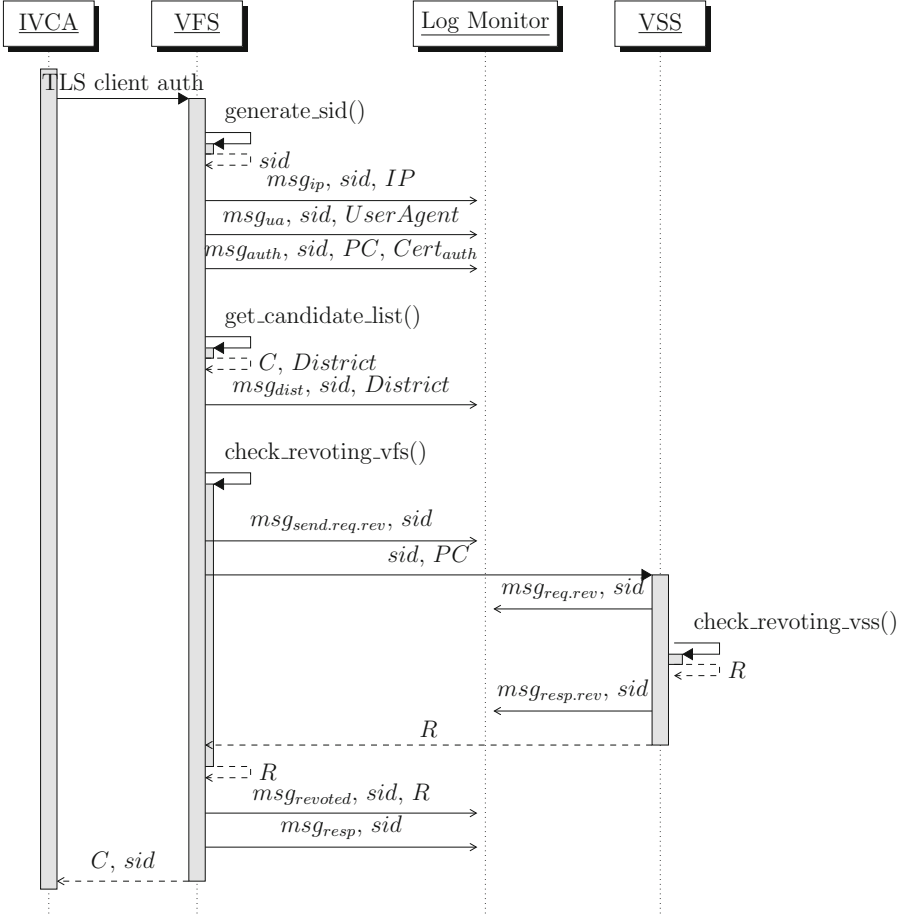 IVCA VFS Log Monitor VSS
TLS client auth
generate_sid()
sid
msg_ip, sid, IP
msg_ua, sid, UserAgent
msg_auth, sid, PC, Cert_auth
get_candidate_list()
C, District
msg_dist, sid, District
check_revoting_vfs()
msg_send.req.rev, sid
sid, PC
msg_req.rev, sid
check_revoting_vss()
R
msg_resp.rev, sid
R
R
msg_revoted, sid, R
msg_resp, sid
C, sid